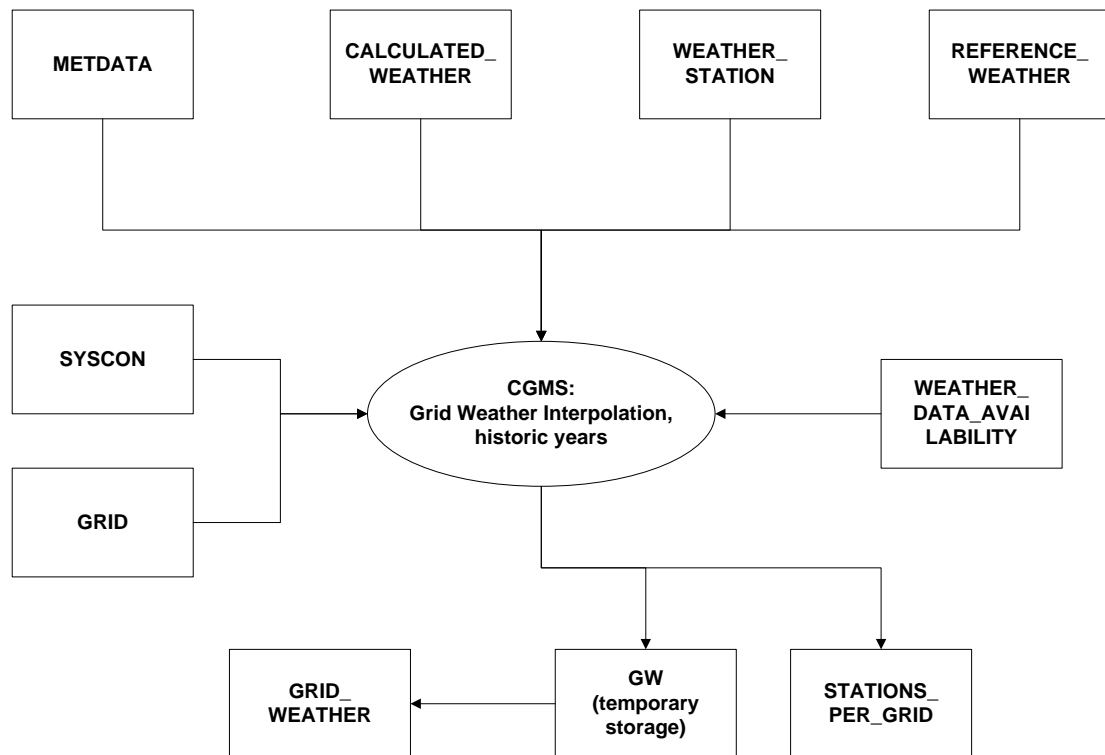 METDATA
CALCULATED_
WEATHER
WEATHER_
STATION
REFERENCE_
WEATHER
SYSCON
CGMS:
Grid Weather Interpolation,
historic years
WEATHER_
DATA_AVAI
LABILITY
GRID
GRID_
WEATHER
GW
(temporary
storage)
STATIONS_
PER_GRID